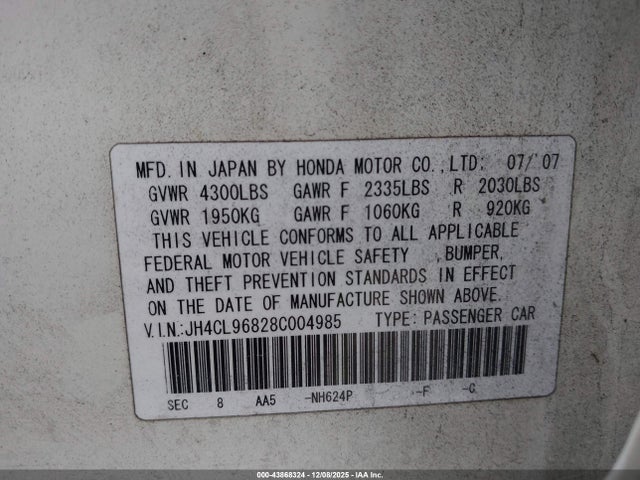 MFD. IN JAPAN BY HONDA MOTOR CO., LTD: 07/'07
GVWR 4300LBS GAWR F 2335LBS R 2030LBS
GVWR 1950KG GAWR F 1060KG R 920KG
THIS VEHICLE CONFORMS TO ALL APPLICABLE
FEDERAL MOTOR VEHICLE SAFETY ,BUMPER,
AND THEFT PREVENTION STANDARDS IN EFFECT
ON THE DATE OF MANUFACTURE SHOWN ABOVE.
V.I.N.:JH4CL96828C004985 TYPE: PASSENGER CAR
SEC 8 AA5 -NH624P -F -C
000-43868324 | 12/08/2025 | IAA Inc.